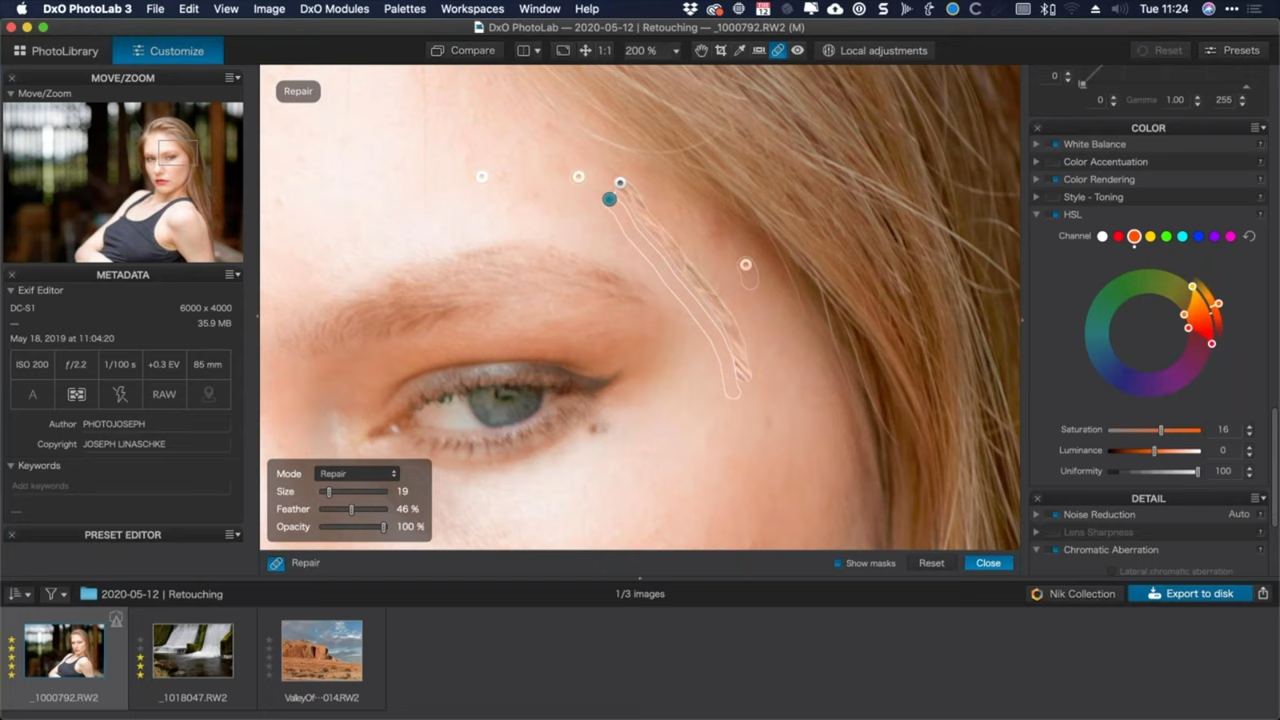 DxO PhotoLab 3 File Edit View Image DxO Modules Palettes Workspaces Window Help Tue 11:24
DxO PhotoLab — 2020-05-12 | Retouching — _1000792.RW2 (M)
PhotoLibrary Customize Compare 1:1 200 % Local adjustments Reset Presets
MOVE/ZOOM
Move/Zoom
METADATA
Exif Editor
DC-S1 6000 x 4000
— 35.9 MB
May 18, 2019 at 11:04:20
ISO 200 ƒ/2.2 1/100 s +0.3 EV 85 mm
A RAW
Author PHOTOJOSEPH
Copyright JOSEPH LINASCHKE
Keywords
Add keywords
—
PRESET EDITOR
Repair
Mode Repair
Size 19
Feather 46 %
Opacity 100 %
Repair Show masks Reset Close
0
0 Gamma 1.00 255
COLOR
White Balance ?
Color Accentuation ?
Color Rendering ?
Style - Toning ?
HSL ?
Channel
Saturation 16
Luminance 0
Uniformity 100
DETAIL
Noise Reduction Auto ?
Lens Sharpness ?
Chromatic Aberration ?
Lateral chromatic aberration
2020-05-12 | Retouching 1/3 images Nik Collection Export to disk
_1000792.RW2 _1018047.RW2 ValleyOf···014.RW2